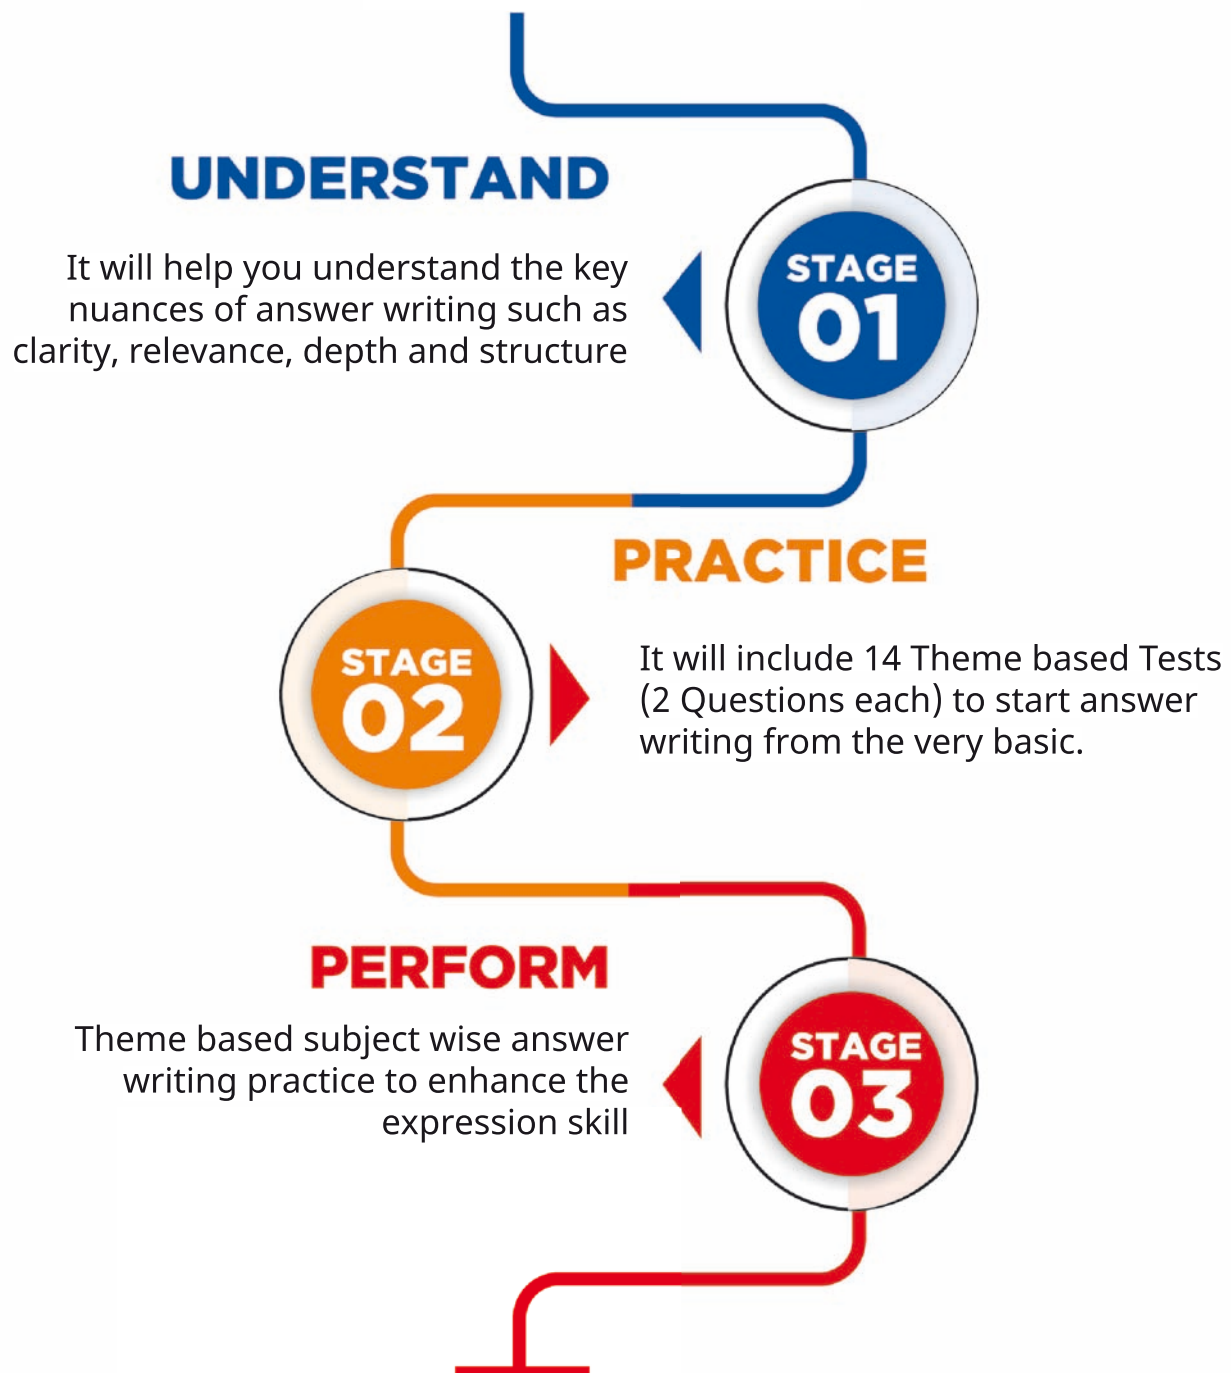 UNDERSTAND
STAGE
01
It will help you understand the key
nuances of answer writing such as
clarity, relevance, depth and structure
PRACTICE
STAGE
02
It will include 14 Theme based Tests
(2 Questions each) to start answer
writing from the very basic.
PERFORM
STAGE
03
Theme based subject wise answer
writing practice to enhance the
expression skill